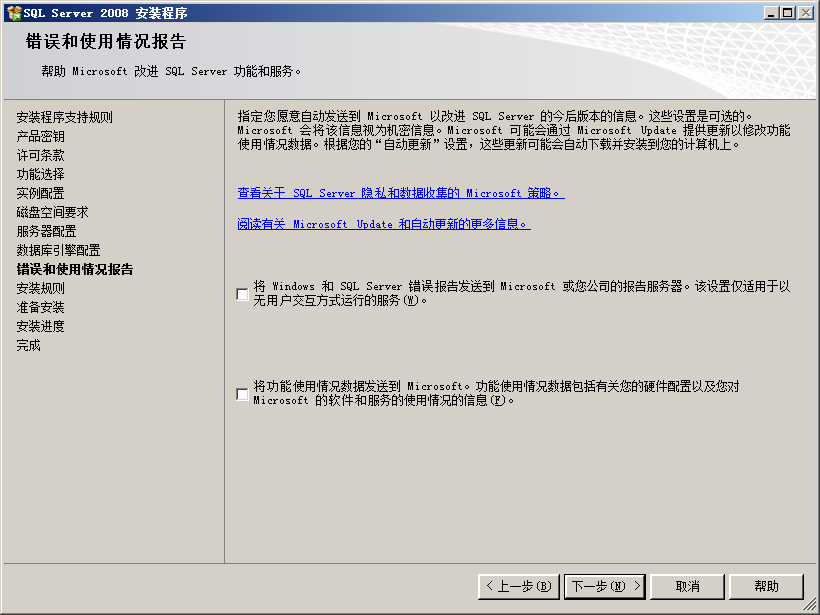 SQL Server 2008 安装程序
错误和使用情况报告
帮助 Microsoft 改进 SQL Server 功能和服务。
安装程序支持规则
产品密钥
许可条款
功能选择
实例配置
磁盘空间要求
服务器配置
数据库引擎配置
错误和使用情况报告
安装规则
准备安装
安装进度
完成
指定您愿意自动发送到 Microsoft 以改进 SQL Server 的今后版本的信息。这些设置是可选的。
Microsoft 会将该信息视为机密信息。Microsoft 可能会通过 Microsoft Update 提供更新以修改功能
使用情况数据。根据您的“自动更新”设置，这些更新可能会自动下载并安装到您的计算机上。
查看关于 SQL Server 隐私和数据收集的 Microsoft 策略。
阅读有关 Microsoft Update 和自动更新的更多信息。
将 Windows 和 SQL Server 错误报告发送到 Microsoft 或您公司的报告服务器。该设置仅适用于以
无用户交互方式运行的服务(W)。
将功能使用情况数据发送到 Microsoft。功能使用情况数据包括有关您的硬件配置以及您对
Microsoft 的软件和服务的使用情况的信息(F)。
< 上一步(B)
下一步(N) >
取消
帮助